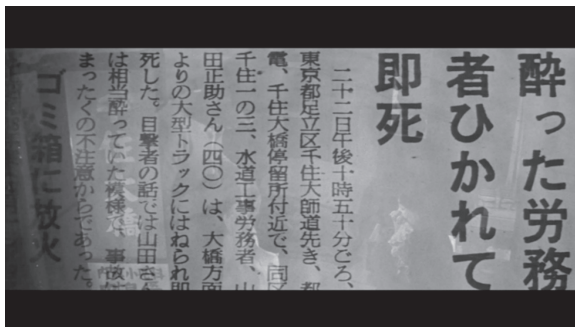 酔った労務
者ひかれて
即死
二十二日午後十時五十分ごろ、
東京都足立区千住大師道先き、都
電、千住大橋停留所付近で、同区
千住一の三、水道工事労務者、山
田正助さん（四〇）は、大橋方面
よりの大型トラックにはねられ即
死した。目撃者の話では山田さん
は相当酔っていた模様で、事故は
まったくの不注意からであった。
ゴミ箱に放火